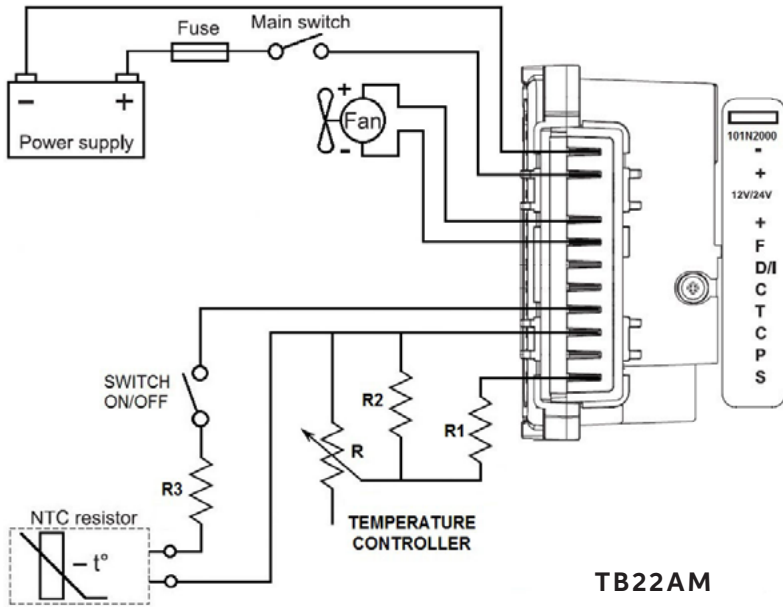 Fuse
Main switch
- +
Power supply
+
Fan
-
101N2000
-
+
12V/24V
+
F
D/I
C
T
C
P
S
SWITCH
ON/OFF
R3
R2
R1
R
NTC resistor
– t°
TEMPERATURE
CONTROLLER
TB22AM